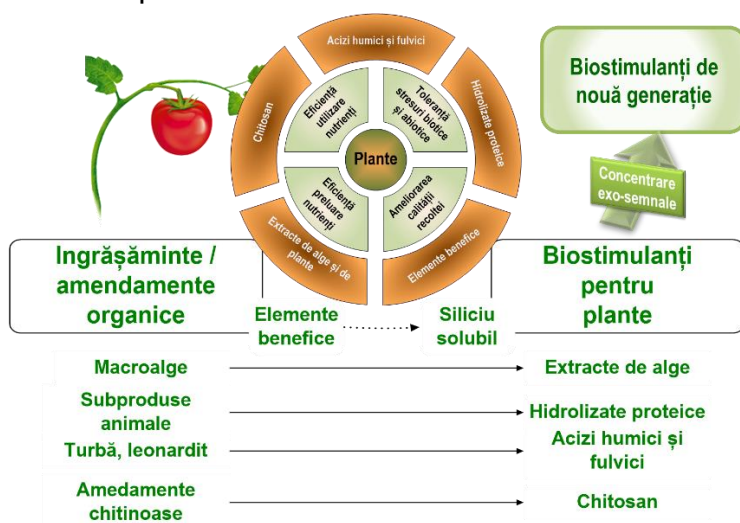 Acizi humici și fulvici
Chitosan
Hidrolizate proteice
Eficiență
utilizare
nutrienți
Toleranță
stresuri biotice
și abiotice
Plante
Eficiență
preluare
nutrienți
Ameliorarea
calității
recoltei
Extracte de alge și de
plante
Elemente benefice
Biostimulanți de
nouă generație
Concentrare
exo-semnale
Ingrășăminte /
amendamente
organice
Biostimulanți
pentru
plante
Elemente
benefice
Siliciu
solubil
Macroalge
Extracte de alge
Subproduse
animale
Hidrolizate proteice
Turbă, leonardit
Acizi humici și
fulvici
Amedamente
chitinoase
Chitosan